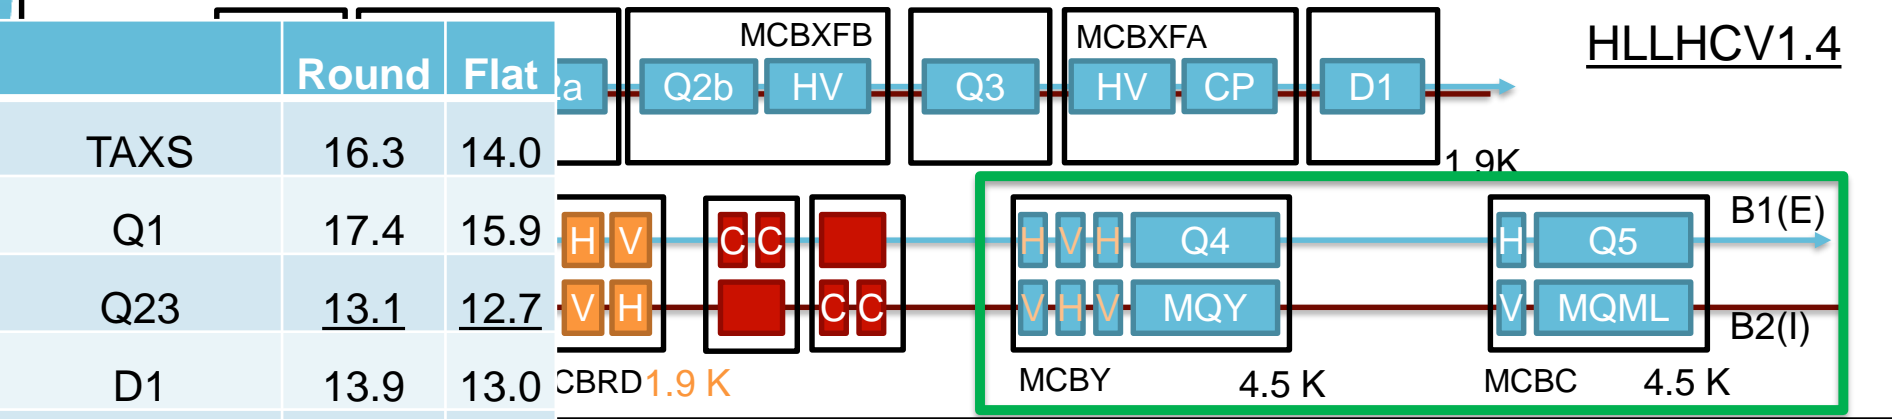 MCBXFB MCBXFA HLLHCV1.4
Round Flat 2a Q2b HV Q3 HV CP D1
TAXS 16.3 14.0 1.9K
Q1 17.4 15.9 H V C C H V H Q4 H Q5 B1(E)
Q23 13.1 12.7 V H C C V H V MQY V MQML B2(I)
D1 13.9 13.0 CBRD 1.9 K MCBY 4.5 K MCBC 4.5 K